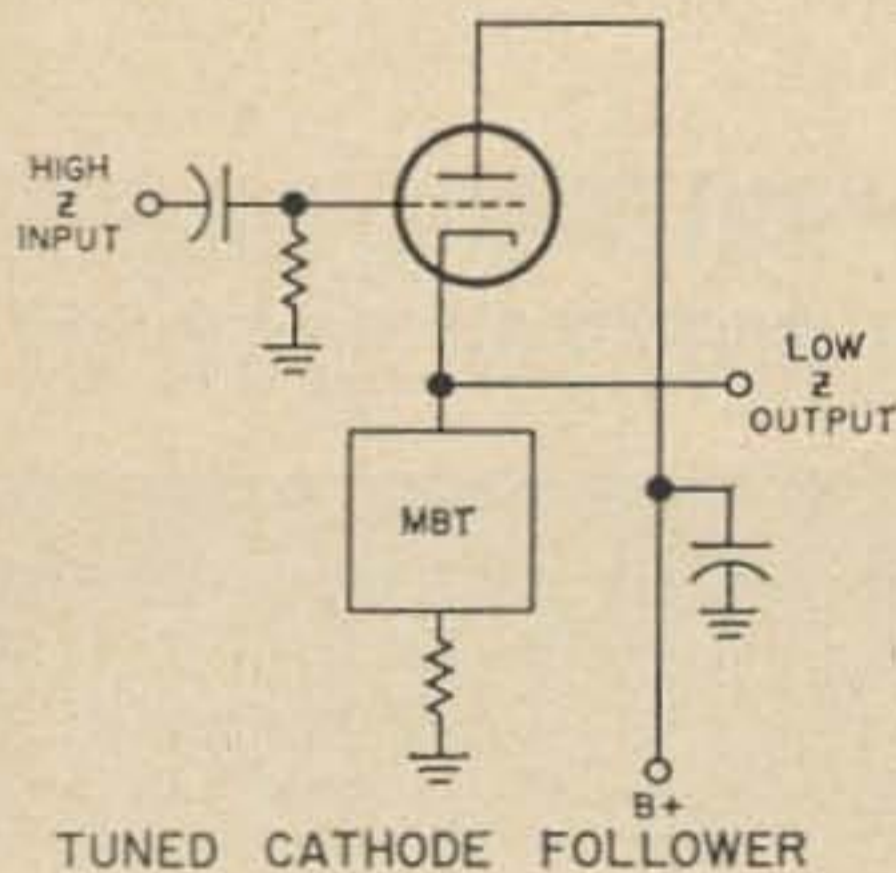 HIGH
Z
INPUT
LOW
Z
OUTPUT
MBT
B+
TUNED CATHODE FOLLOWER